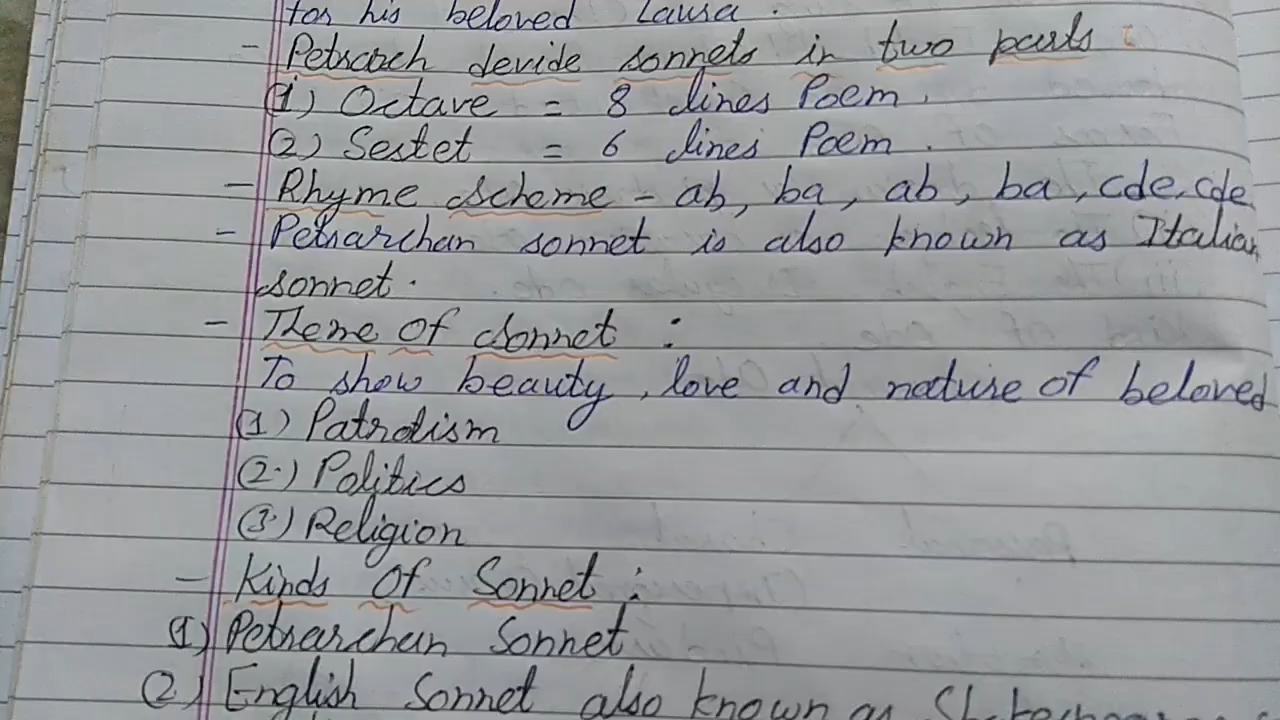 for his beloved Laura.
- Petrarch devide sonnets in two parts :
(1) Octave = 8 lines Poem.
(2) Sestet = 6 lines Poem.
- Rhyme scheme - ab, ba, ab, ba, cde, cde
- Petrarchan sonnet is also known as Italian
sonnet.
- Theme Of Sonnet :
To show beauty, love and nature of beloved
(1) Patrolism
(2.) Politics
(3.) Religion
- Kinds Of Sonnet :
(1) Petrarchan Sonnet
(2) English Sonnet also known as